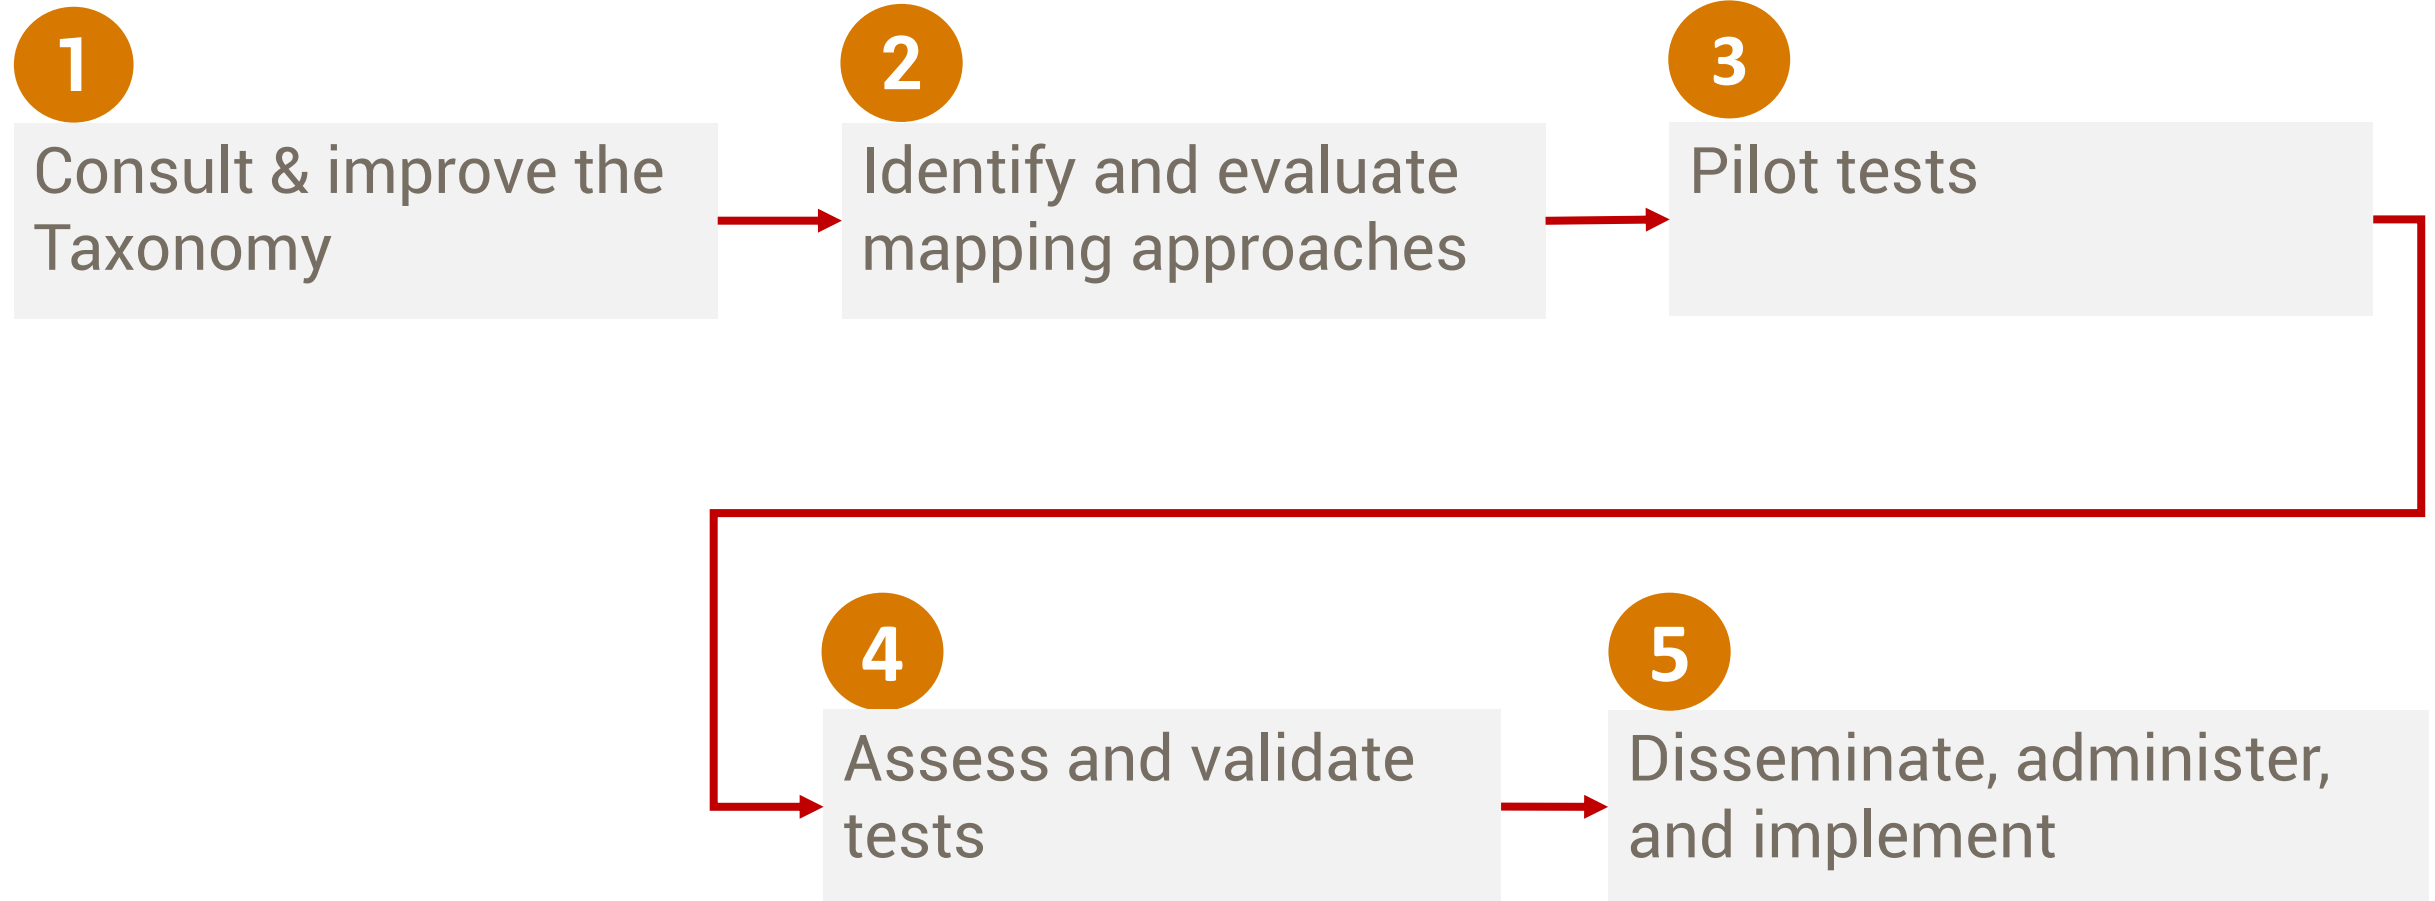 1
Consult & improve the
Taxonomy
2
Identify and evaluate
mapping approaches
3
Pilot tests
4
Assess and validate
tests
5
Disseminate, administer,
and implement